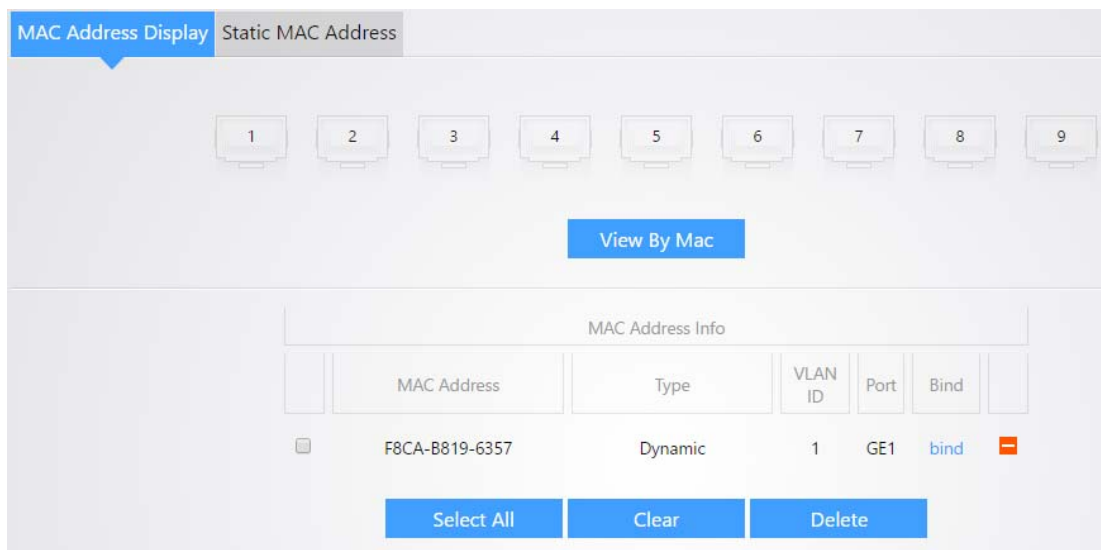 MAC Address Display Static MAC Address
1 2 3 4 5 6 7 8 9
View By Mac
MAC Address Info
MAC Address Type VLAN ID Port Bind
F8CA-B819-6357 Dynamic 1 GE1 bind
Select All Clear Delete